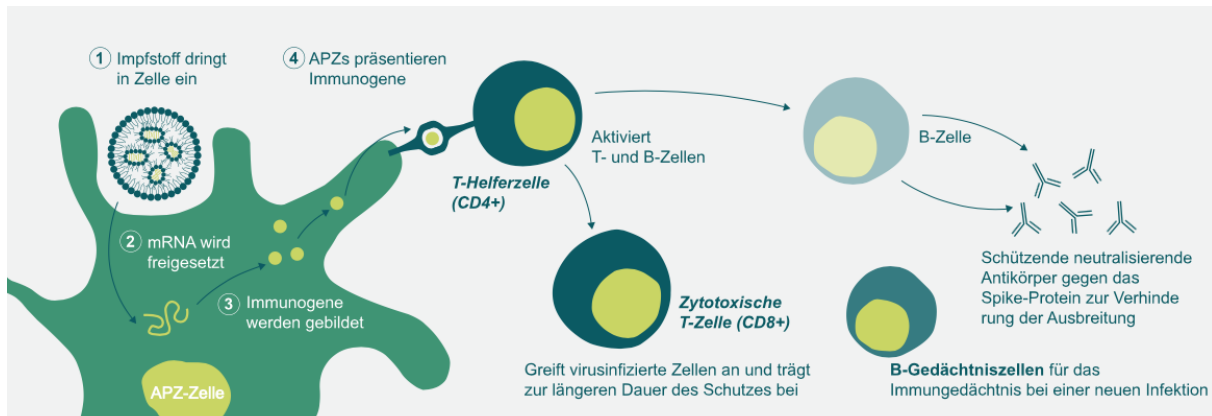 1 Impfstoff dringt
in Zelle ein
2 mRNA wird
freigesetzt
3 Immunogene
werden gebildet
APZ-Zelle
4 APZs präsentieren
Immunogene
T-Helferzelle
(CD4+)
Aktiviert
T- und B-Zellen
Zytotoxische
T-Zelle (CD8+)
Greift virusinfizierte Zellen an und trägt
zur längeren Dauer des Schutzes bei
B-Zelle
Schützende neutralisierende
Antikörper gegen das
Spike-Protein zur Verhinde
rung der Ausbreitung
B-Gedächtniszellen für das
Immungedächtnis bei einer neuen Infektion